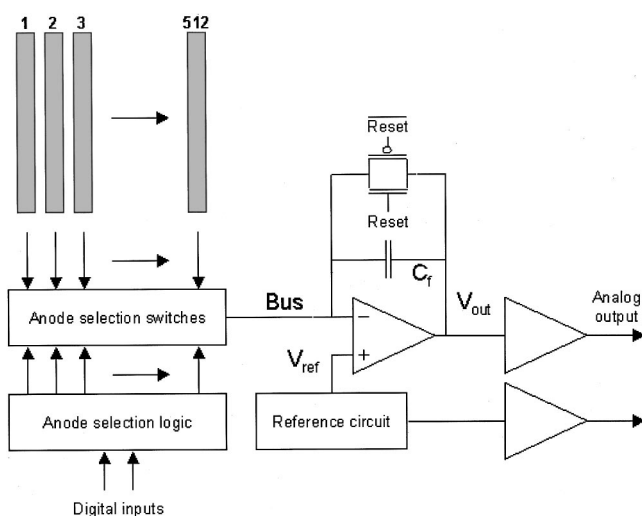 1 2 3 512
Reset
Reset
C_f
Bus
V_out
Analog
output
Anode selection switches
−
+
V_ref
Anode selection logic
Reference circuit
Digital inputs